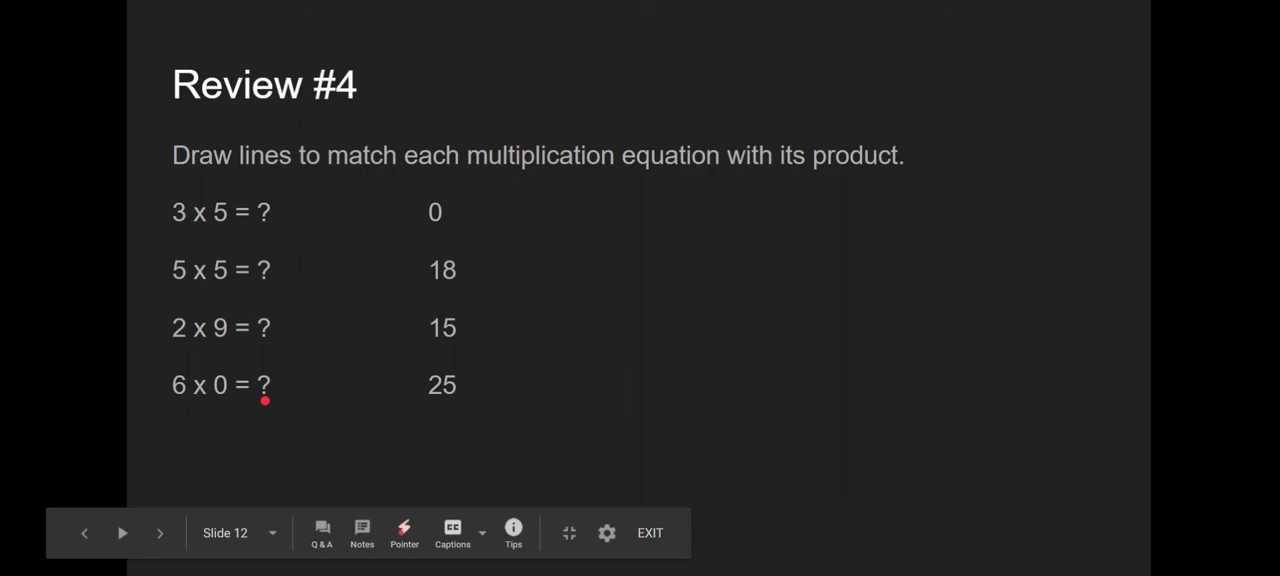 Review #4
Draw lines to match each multiplication equation with its product.
3 x 5 = ? 0
5 x 5 = ? 18
2 x 9 = ? 15
6 x 0 = ? 25
Slide 12 Q & A Notes Pointer CC Captions Tips EXIT